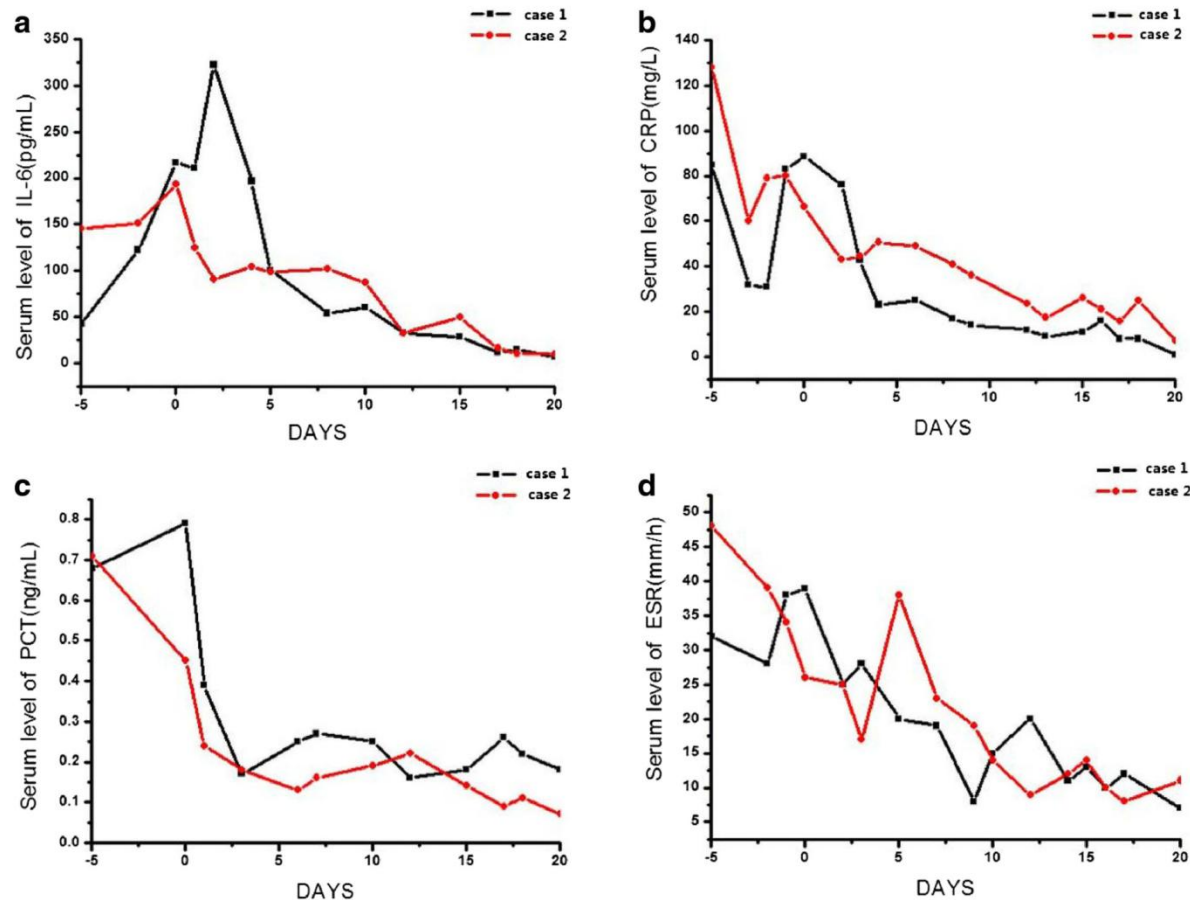 a
case 1
case 2
Serum level of IL-6(pg/mL)
350
300
250
200
150
100
50
0
-5
0
5
10
15
20
DAYS
b
case 1
case 2
Serum level of CRP(mg/L)
140
120
100
80
60
40
20
0
-5
0
5
10
15
20
DAYS
c
case 1
case 2
Serum level of PCT(ng/mL)
0.8
0.7
0.6
0.5
0.4
0.3
0.2
0.1
0.0
-5
0
5
10
15
20
DAYS
d
case 1
case 2
Serum level of ESR(mm/h)
50
45
40
35
30
25
20
15
10
5
-5
0
5
10
15
20
DAYS